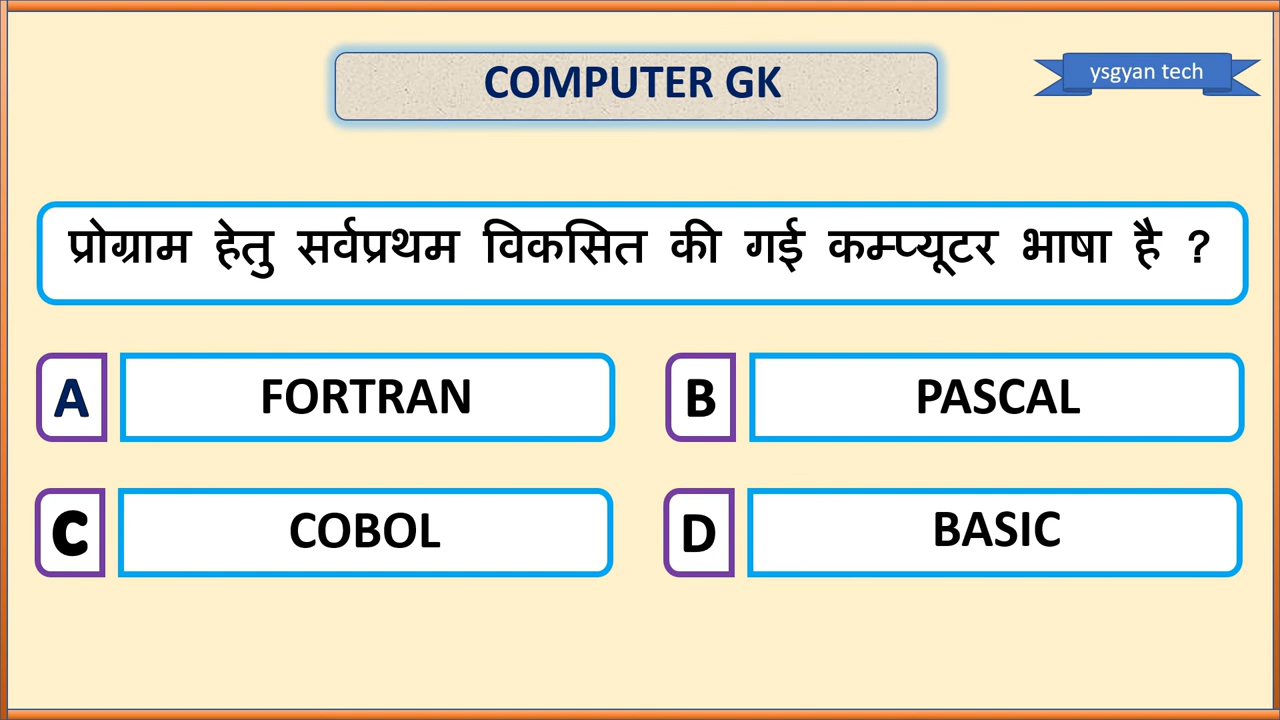 COMPUTER GK
ysgyan tech
प्रोग्राम हेतु सर्वप्रथम विकसित की गई कम्प्यूटर भाषा है ?
A FORTRAN
B PASCAL
C COBOL
D BASIC